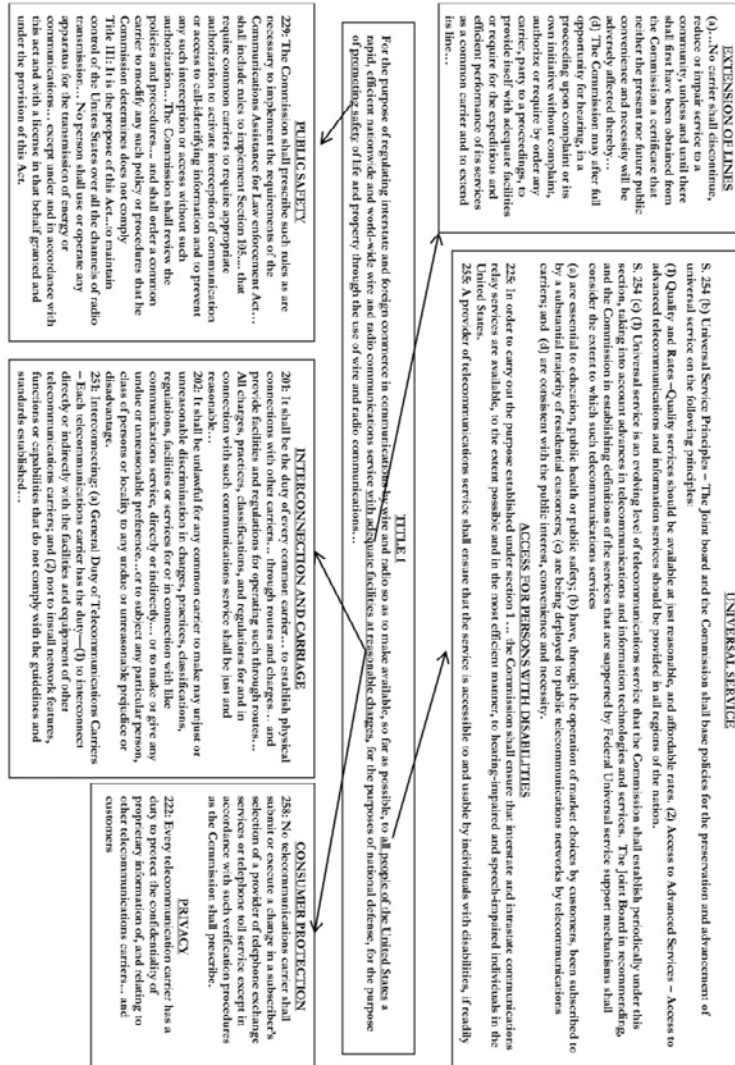 EXTENSION OF LINES
(a)…No carrier shall discontinue,
reduce or impair service to a
community, unless and until there
shall first have been obtained from
the Commission a certificate that
neither the present nor future public
convenience and necessity will be
adversely affected thereby…
(d) The Commission may after full
opportunity for hearing, in a
proceeding upon complaint or its
own initiative without complaint,
authorize or require by order any
carrier, party to a proceedings, to
provide itself with adequate facilities
or require for the expeditious and
efficient performance of its services
as a common carrier and to extend
its line…
UNIVERSAL SERVICE
S. 254 (b) Universal Service Principles – The Joint board and the Commission shall base policies for the preservation and advancement of
universal service on the following principles:
(1) Quality and Rates –Quality services should be available at just reasonable, and affordable rates. (2) Access to Advanced Services – Access to
advanced telecommunications and information services should be provided in all regions of the nation.
S. 254 (c) (1) Universal service is an evolving level of telecommunications service that the Commission shall establish periodically under this
section, taking into account advances in telecommunications and information technologies and services. The Joint Board in recommending,
and the Commission in establishing definitions of the services that are supported by Federal Universal service support mechanisms shall
consider the extent to which such telecommunications services
(a) are essential to education, public health or public safety; (b) have, through the operation of market choices by customers, been subscribed to
by a substantial majority of residential customers; (c) are being deployed to public telecommunications networks by telecommunications
carriers; and (d) are consistent with the public interest, convenience and necessity.
ACCESS FOR PERSONS WITH DISABILITIES
225: In order to carry out the purpose established under section 1 … the Commission shall ensure that interstate and intrastate communications
relay services are available, to the extent possible and in the most efficient manner, to hearing-impaired and speech-impaired individuals in the
United States.
255: A provider of telecommunications service shall ensure that the service is accessible to and usable by individuals with disabilities, if readily
TITLE I
For the purpose of regulating interstate and foreign commerce in communications by wire and radio so as to make available, so far as possible, to all people of the United States a
rapid, efficient nationwide and world-wide wire and radio communications service with adequate facilities at reasonable charges, for the purposes of national defense, for the purpose
of promoting safety of life and property through the use of wire and radio communications…
PUBLIC SAFETY
229: The Commission shall prescribe such rules as are
necessary to implement the requirements of the
Communications Assistance for Law enforcement Act…
shall include rules to implement Section 105…. that
require common carriers to require appropriate
authorization to activate interception of communication
or access to call-identifying information and to prevent
any such interception or access without such
authorization…The Commission shall review the
policies and procedures… and shall order a common
carrier to modify any such policy or procedures that he
Commission determines does not comply
Title III: It is the propose of this Act...to maintain
control of the Unites States over all the channels of radio
transmission… No person shall use or operate any
apparatus for the transmission of energy or
communications… except under and in accordance with
this act and with a license in that behalf granted and
under the provision of this Act.
INTERCONNECTION AND CARRIAGE
201: It shall be the duty of every common carrier… to establish physical
connections with other carriers… through routes and charges… and
provide facilities and regulations for operating such through routes…
All charges, practices, classifications, and regulations for and in
connection with such communications service shall be just and
reasonable…
202: It shall be unlawful for any common carrier to make nay unjust or
unreasonable discrimination in charges, practices, classifications,
regulations, facilities or services for or in connection with like
communications service, directly or indirectly… or to make or give any
undue or unreasonable preference…or to subject any particular person,
class of persons or locality to any undue or unreasonable prejudice or
disadvantage.
251: Interconnecting: (a) General Duty of Telecommunications Carriers
– Each telecommunications carrier has the duty—(1) to interconnect
directly or indirectly with the facilities and equipment of other
telecommunications carriers; and (2) not to install network features,
functions or capabilities that do not comply with the guidelines and
standards established…
CONSUMER PROTECTION
258: No telecommunications carrier shall
submit or execute a change in a subscriber's
selection of a provider of telephone exchange
services or telephone toll service except in
accordance with such verification procedures
as the Commission shall prescribe.
PRIVACY
222: Every telecommunication carrier has a
duty to protect the confidentiality of
proprietary information of, and relating to
other telecommunications carriers… and
customers